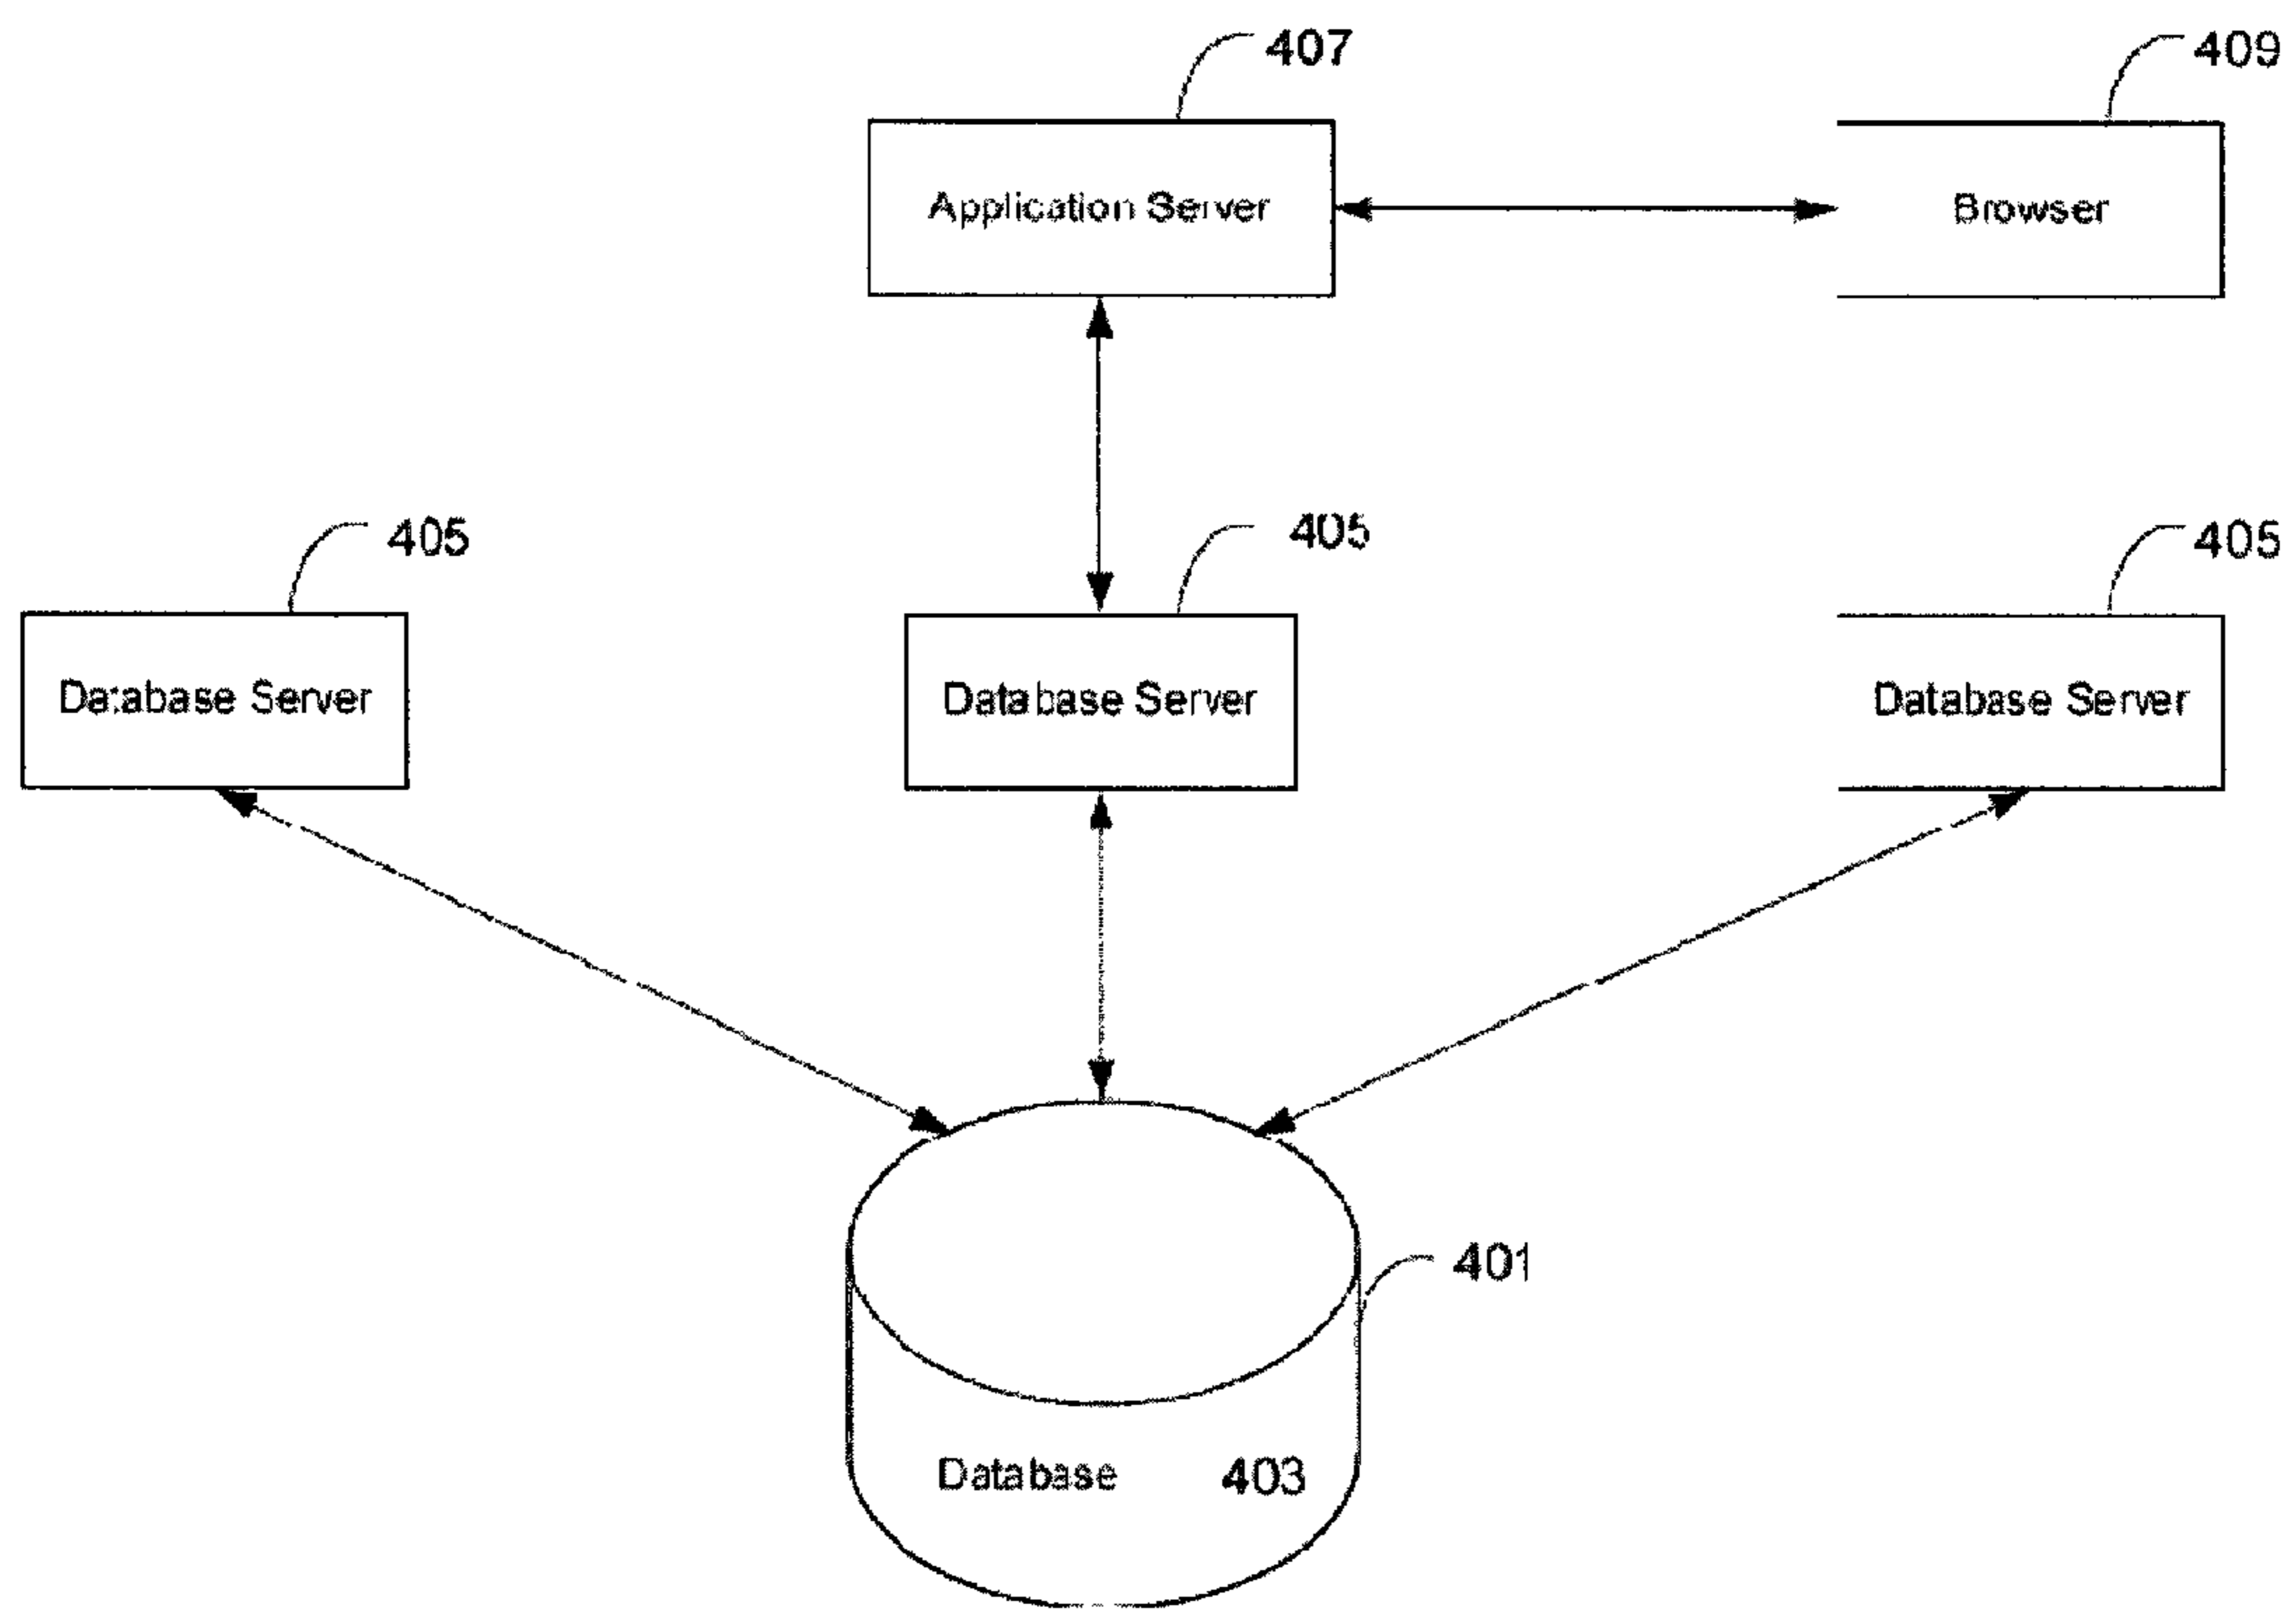 407
409
Application Server
Browser
405
405
405
Database Server
Database Server
Database Server
401
Database 403